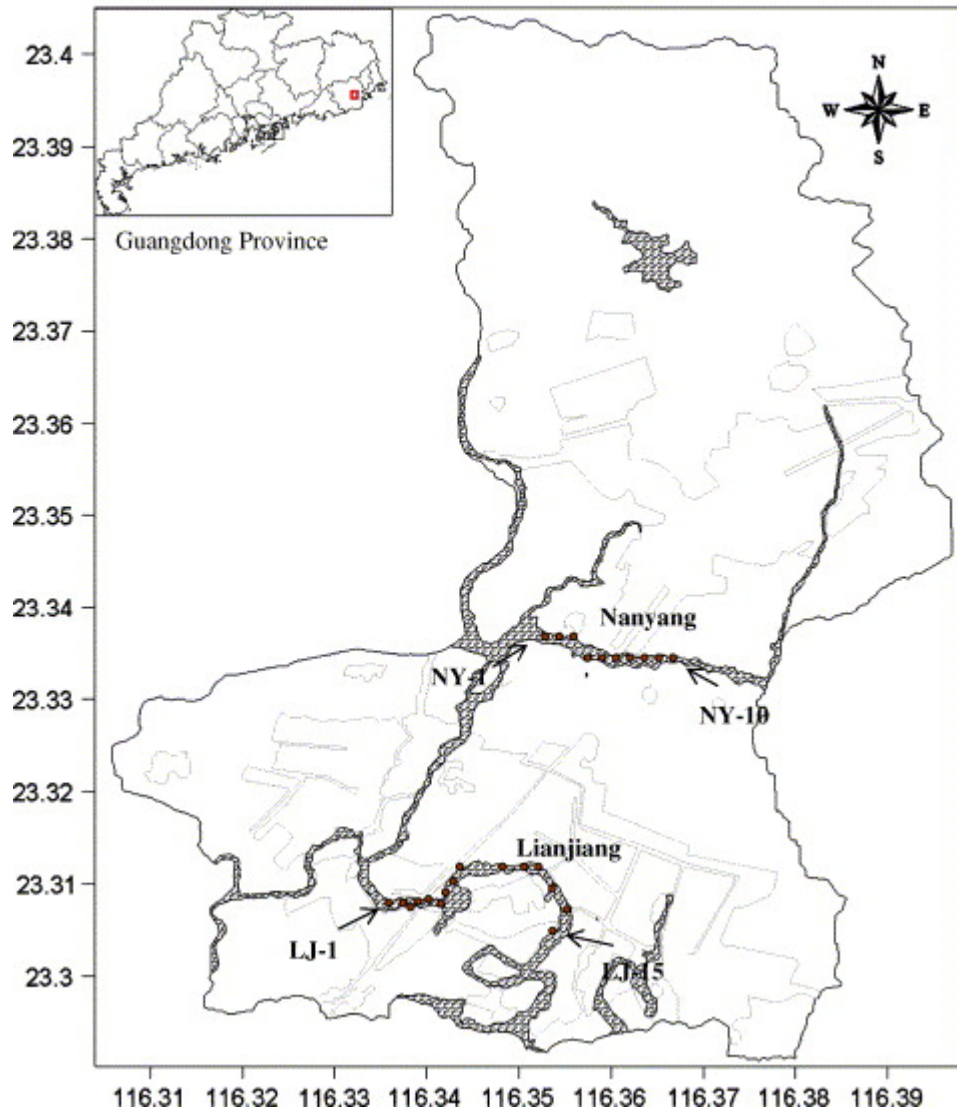 23.4
23.39
23.38
23.37
23.36
23.35
23.34
23.33
23.32
23.31
23.3
Guangdong Province
N
W E
S
Nanyang
NY-1
NY-10
Lianjiang
LJ-1
LJ-15
116.31 116.32 116.33 116.34 116.35 116.36 116.37 116.38 116.39